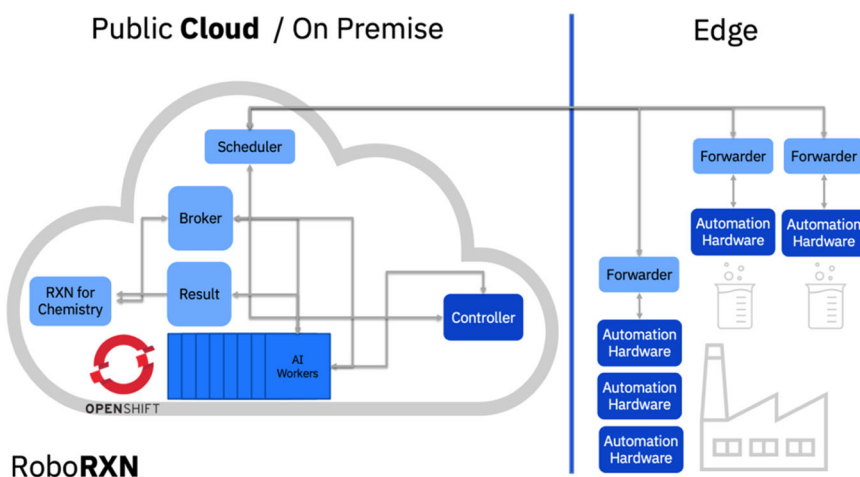 Public Cloud / On Premise
Edge
Scheduler
Broker
RXN for
Chemistry
Result
Controller
AI
Workers
OPENSHIFT
Forwarder
Forwarder
Automation
Hardware
Automation
Hardware
Forwarder
Automation
Hardware
Automation
Hardware
Automation
Hardware
RoboRXN